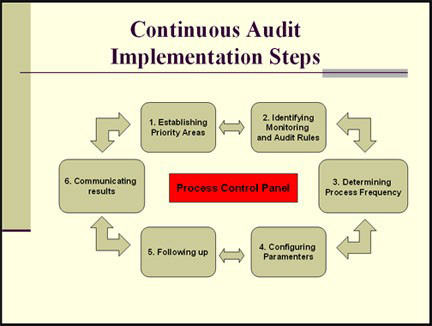 Continuous Audit
Implementation Steps
1. Establishing
Priority Areas
2. Identifying
Monitoring
and Audit Rules
6. Communicating
results
Process Control Panel
3. Determining
Process Frequency
5. Following up
4. Configuring
Paramenters